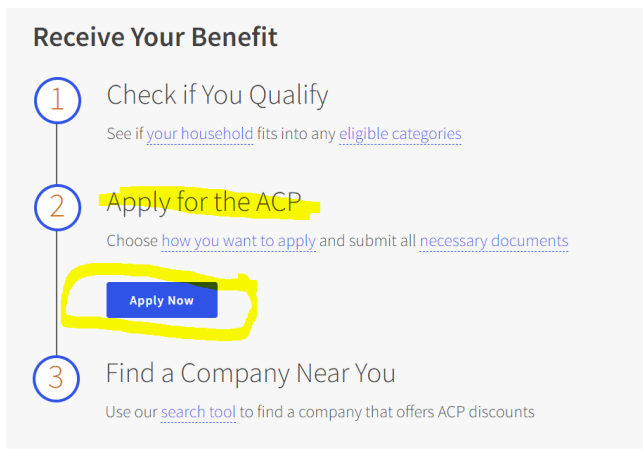 Receive Your Benefit
1
Check if You Qualify
See if your household fits into any eligible categories
2
Apply for the ACP
Choose how you want to apply and submit all necessary documents
Apply Now
3
Find a Company Near You
Use our search tool to find a company that offers ACP discounts